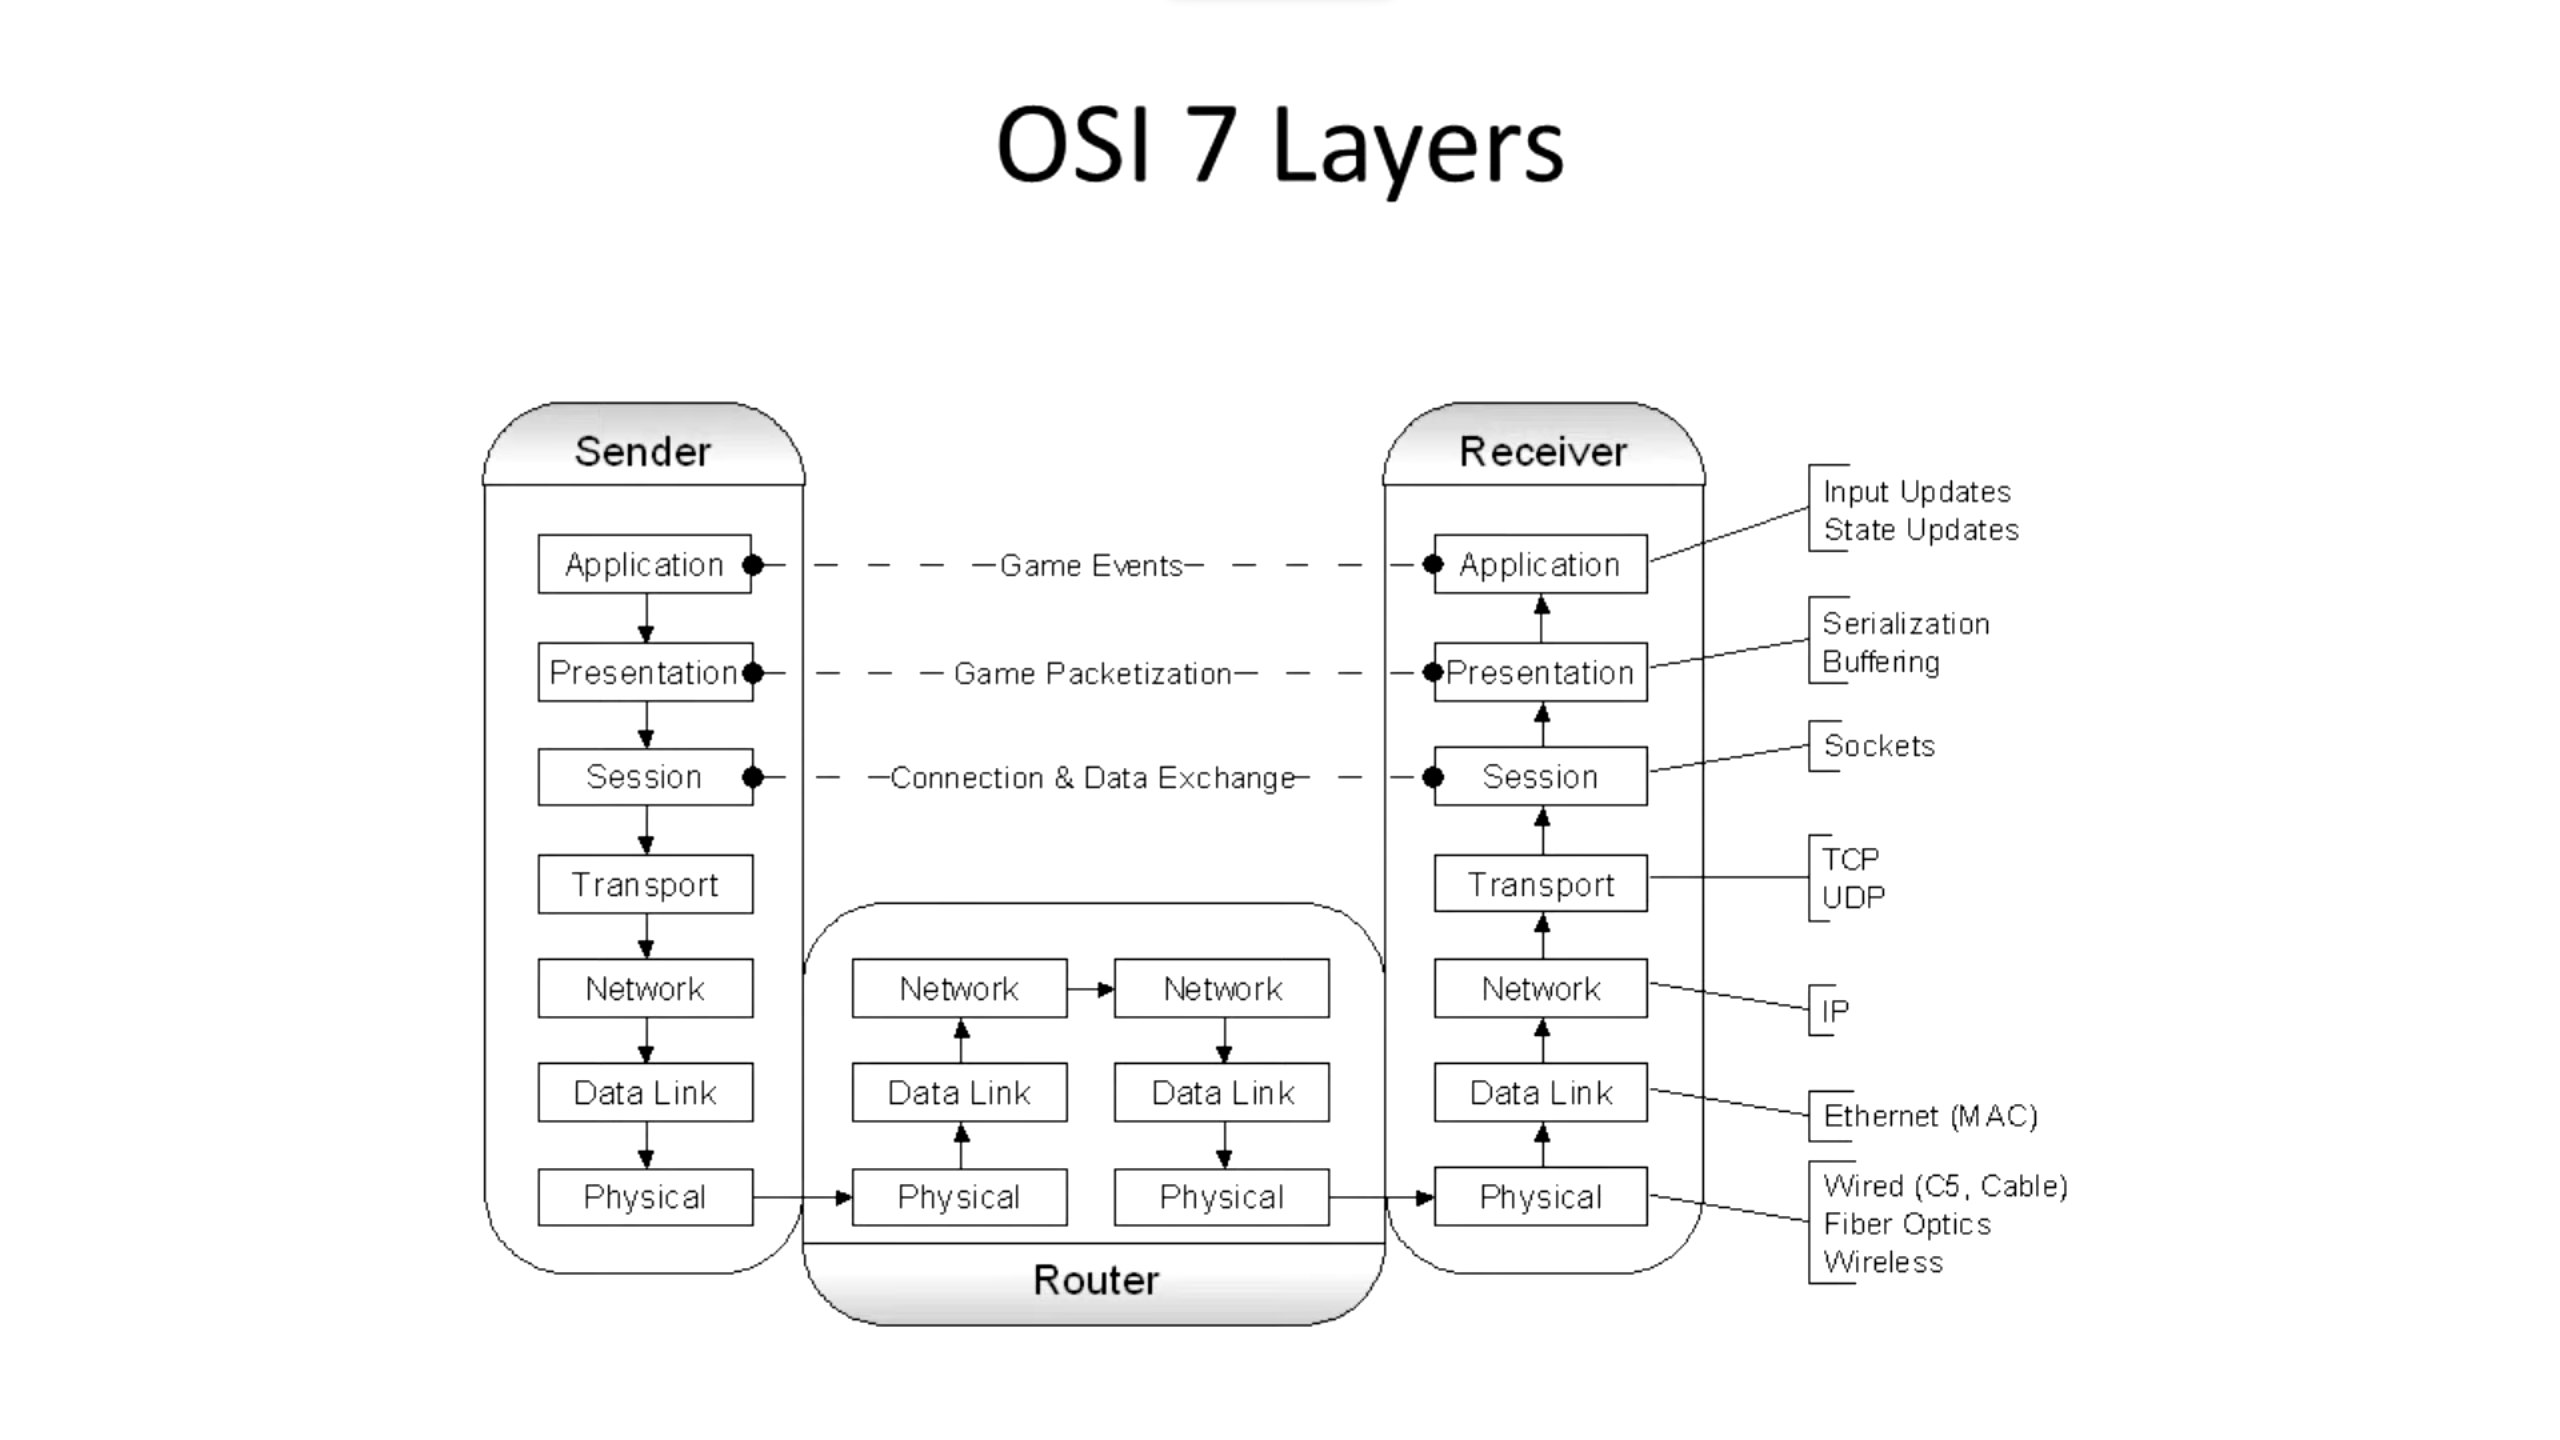 OSI 7 Layers
Sender
Receiver
Input Updates
State Updates
Application
Game Events
Application
Serialization
Buffering
Presentation
Game Packetization
Presentation
Sockets
Session
Connection & Data Exchange
Session
TCP
UDP
Transport
Transport
Network
Network
Network
Network
IP
Data Link
Data Link
Data Link
Data Link
Ethernet (MAC)
Physical
Physical
Physical
Physical
Wired (C5, Cable)
Fiber Optics
Wireless
Router